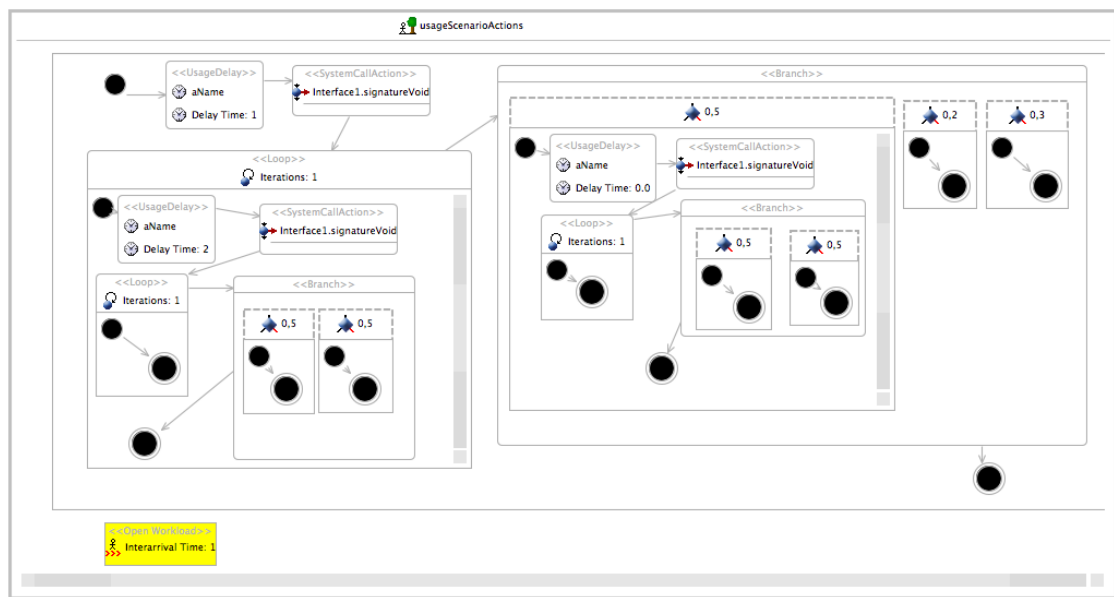 usageScenarioActions
<<UsageDelay>>
aName
Delay Time: 1
<<SystemCallAction>>
Interface1.signatureVoid
<<Loop>>
Iterations: 1
<<UsageDelay>>
aName
Delay Time: 2
<<SystemCallAction>>
Interface1.signatureVoid
<<Loop>>
Iterations: 1
<<Branch>>
0,5
0,5
<<Branch>>
0,5
<<UsageDelay>>
aName
Delay Time: 0.0
<<SystemCallAction>>
Interface1.signatureVoid
<<Loop>>
Iterations: 1
<<Branch>>
0,5
0,5
0,2
0,3
<<Open Workload>>
Interarrival Time: 1